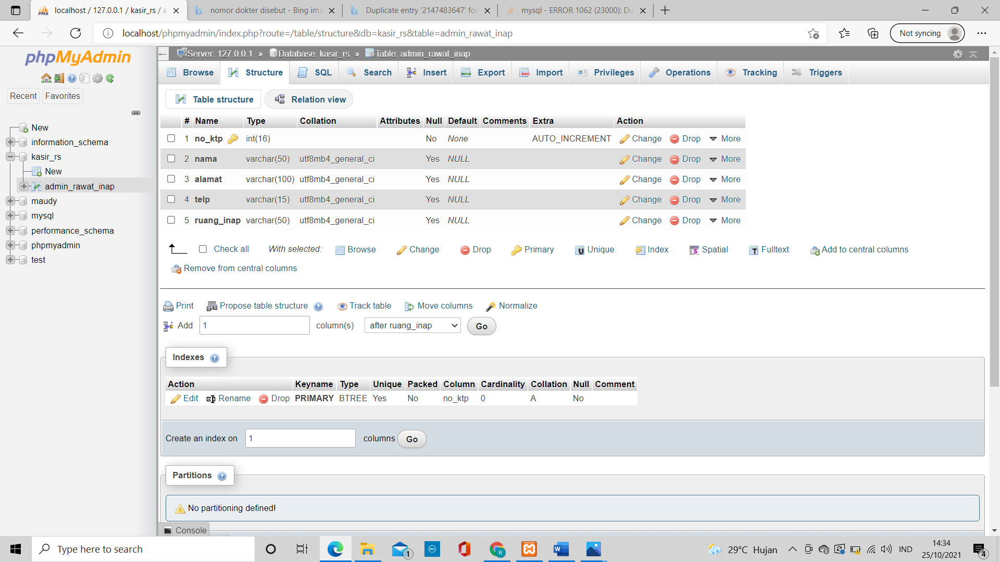 localhost / 127.0.0.1 / kasir_rs / a
nomor dokter disebut - Bing ima
Duplicate entry '2147483647' for
mysql - ERROR 1062 (23000): Du
localhost/phpmyadmin/index.php?route=/table/structure&db=kasir_rs&table=admin_rawat_inap
Not syncing
phpMyAdmin
Recent Favorites
New
information_schema
kasir_rs
New
admin_rawat_inap
maudy
mysql
performance_schema
phpmyadmin
test
Server: 127.0.0.1 » Database: kasir_rs » Table: admin_rawat_inap
Browse Structure SQL Search Insert Export Import Privileges Operations Tracking Triggers
Table structure Relation view
# Name Type Collation Attributes Null Default Comments Extra Action
1 no_ktp int(16) No None AUTO_INCREMENT Change Drop More
2 nama varchar(50) utf8mb4_general_ci Yes NULL Change Drop More
3 alamat varchar(100) utf8mb4_general_ci Yes NULL Change Drop More
4 telp varchar(15) utf8mb4_general_ci Yes NULL Change Drop More
5 ruang_inap varchar(50) utf8mb4_general_ci Yes NULL Change Drop More
Check all With selected: Browse Change Drop Primary Unique Index Spatial Fulltext Add to central columns
Remove from central columns
Print Propose table structure Track table Move columns Normalize
Add 1 column(s) after ruang_inap Go
Indexes
Action Keyname Type Unique Packed Column Cardinality Collation Null Comment
Edit Rename Drop PRIMARY BTREE Yes No no_ktp 0 A No
Create an index on 1 columns Go
Partitions
No partitioning defined!
Console
Type here to search
1
29°C Hujan
IND
14:34
25/10/2021
4